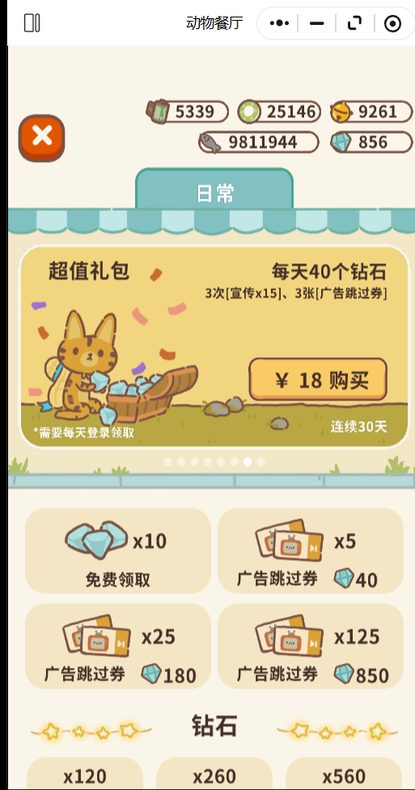 动物餐厅
5339 25146 9261
9811944 856
日常
超值礼包
每天40个钻石
3次[宣传x15]、3张[广告跳过券]
¥ 18 购买
*需要每天登录领取
连续30天
x10
免费领取
x5
广告跳过券 40
x25
广告跳过券 180
x125
广告跳过券 850
钻石
x120 x260 x560